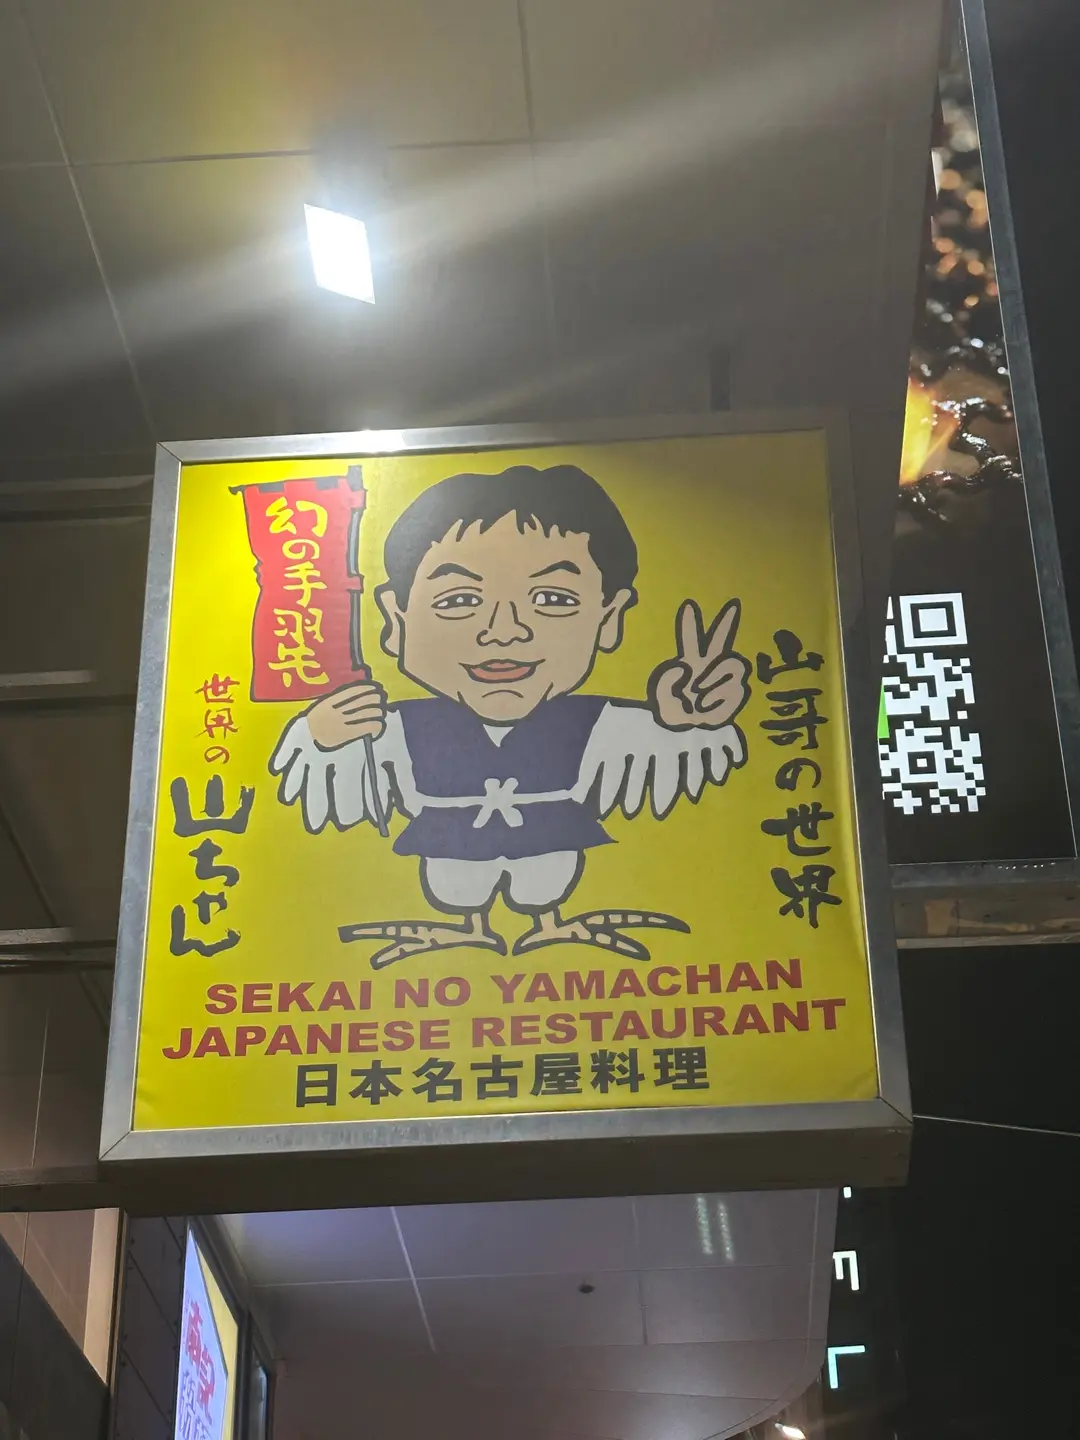 幻の手羽先
世界の
山ちゃん
山哥の世界
SEKAI NO YAMACHAN
JAPANESE RESTAURANT
日本名古屋料理
E
L